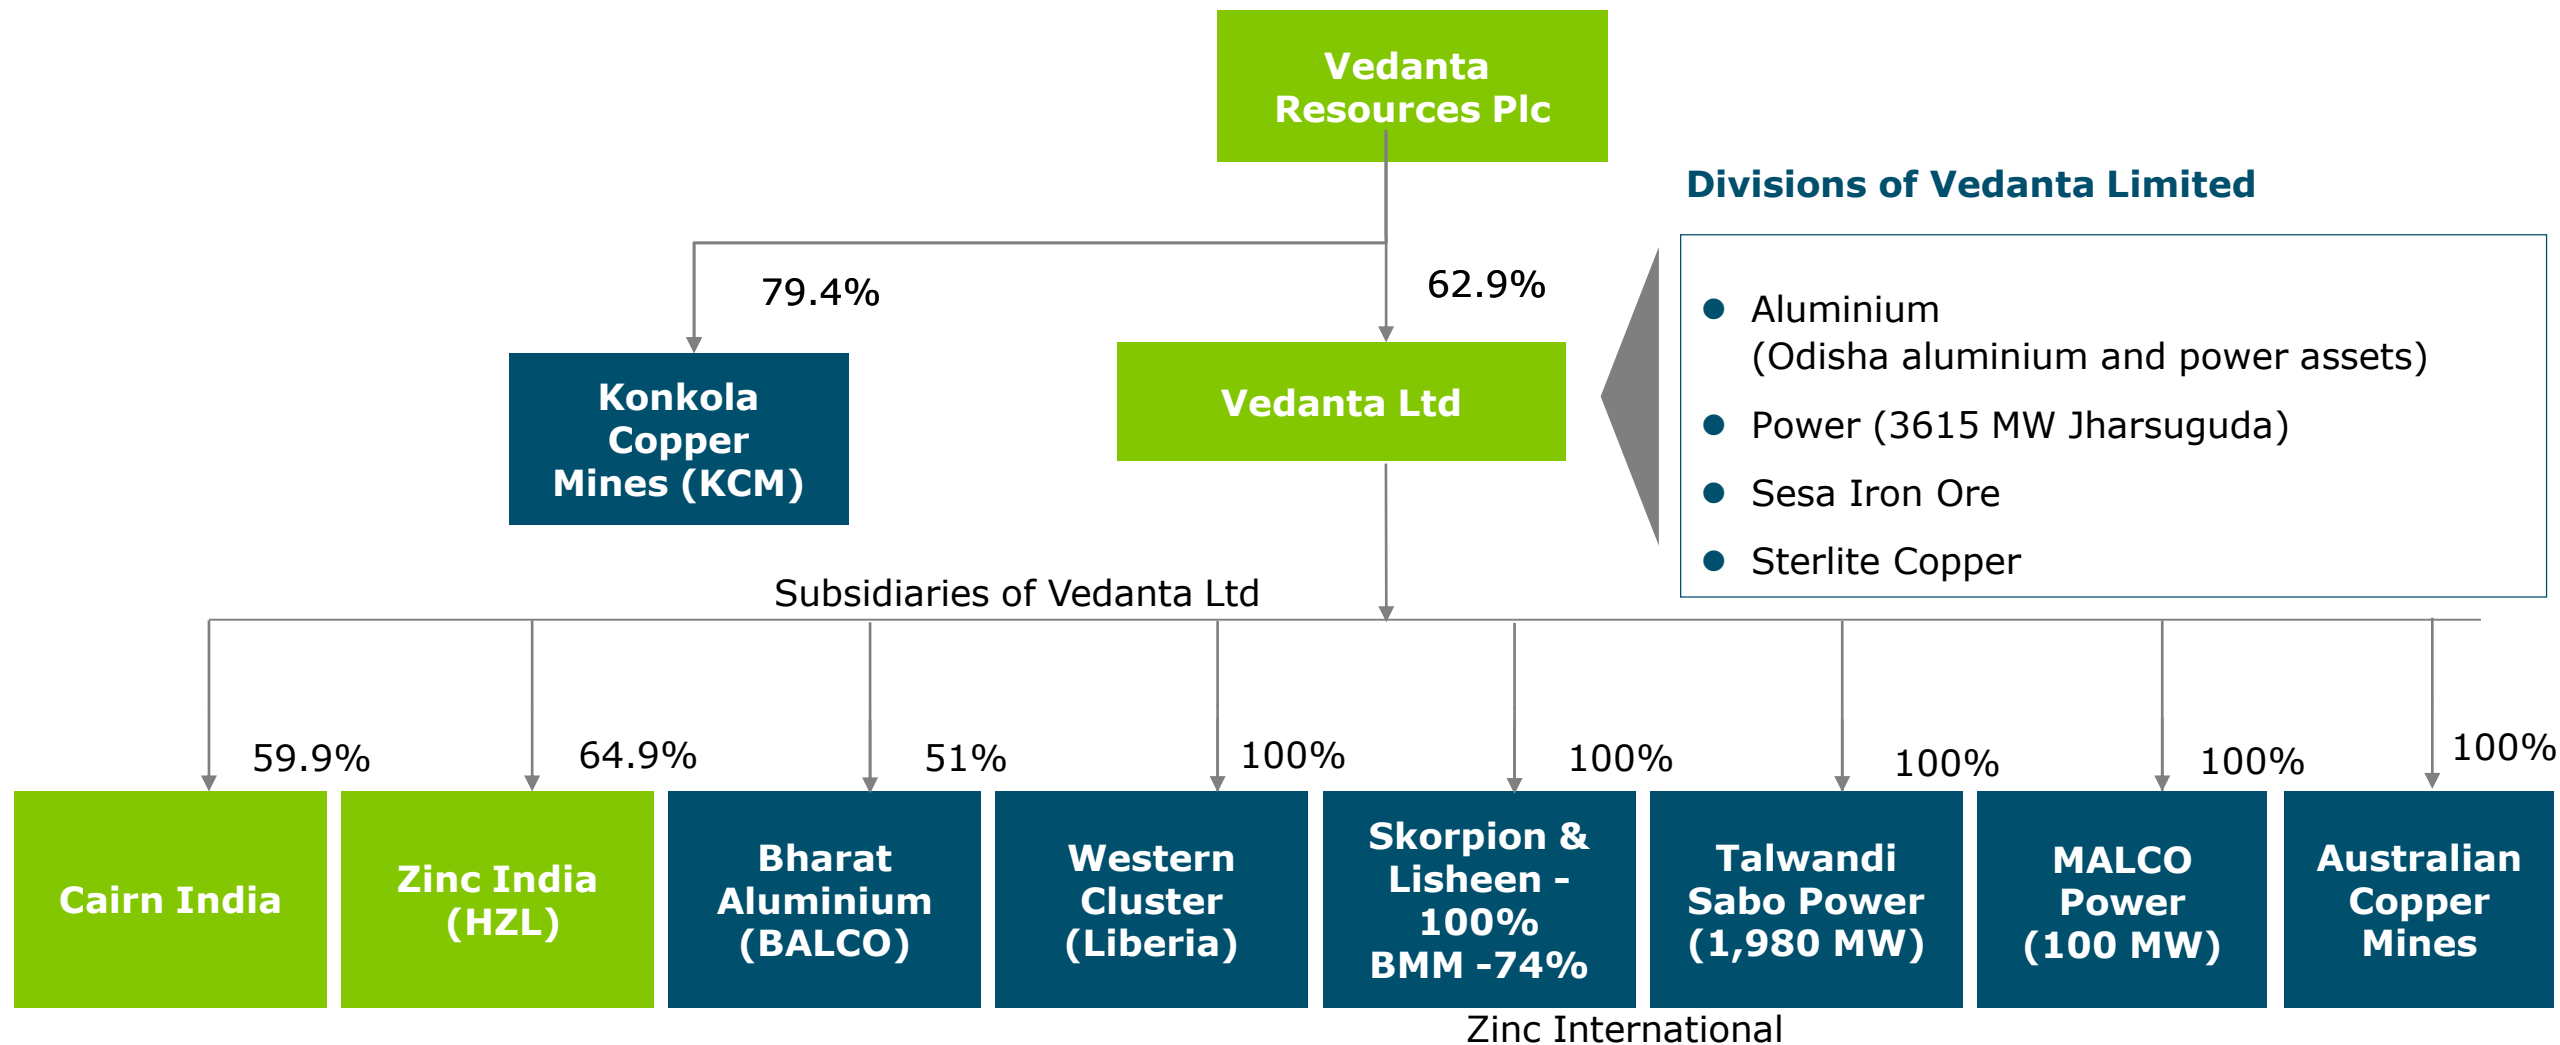 Vedanta
Resources Plc
Divisions of Vedanta Limited
79.4%
62.9%
Konkola
Copper
Mines (KCM)
Vedanta Ltd
● Aluminium
(Odisha aluminium and power assets)
● Power (3615 MW Jharsuguda)
● Sesa Iron Ore
● Sterlite Copper
Subsidiaries of Vedanta Ltd
59.9%
64.9%
51%
100%
100%
100%
100%
100%
Cairn India
Zinc India
(HZL)
Bharat
Aluminium
(BALCO)
Western
Cluster
(Liberia)
Skorpion &
Lisheen -
100%
BMM -74%
Talwandi
Sabo Power
(1,980 MW)
MALCO
Power
(100 MW)
Australian
Copper
Mines
Zinc International